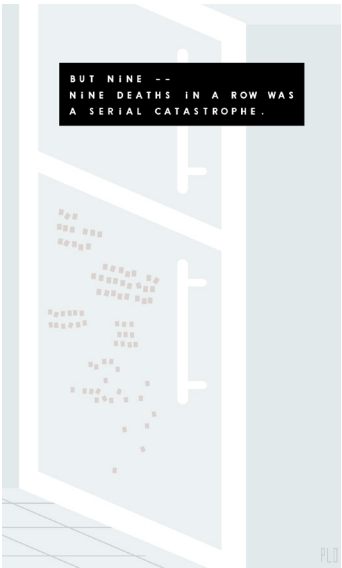 BUT NiNE --
NiNE DEATHS iN A ROW WAS
A SERiAL CATASTROPHE.
PLD